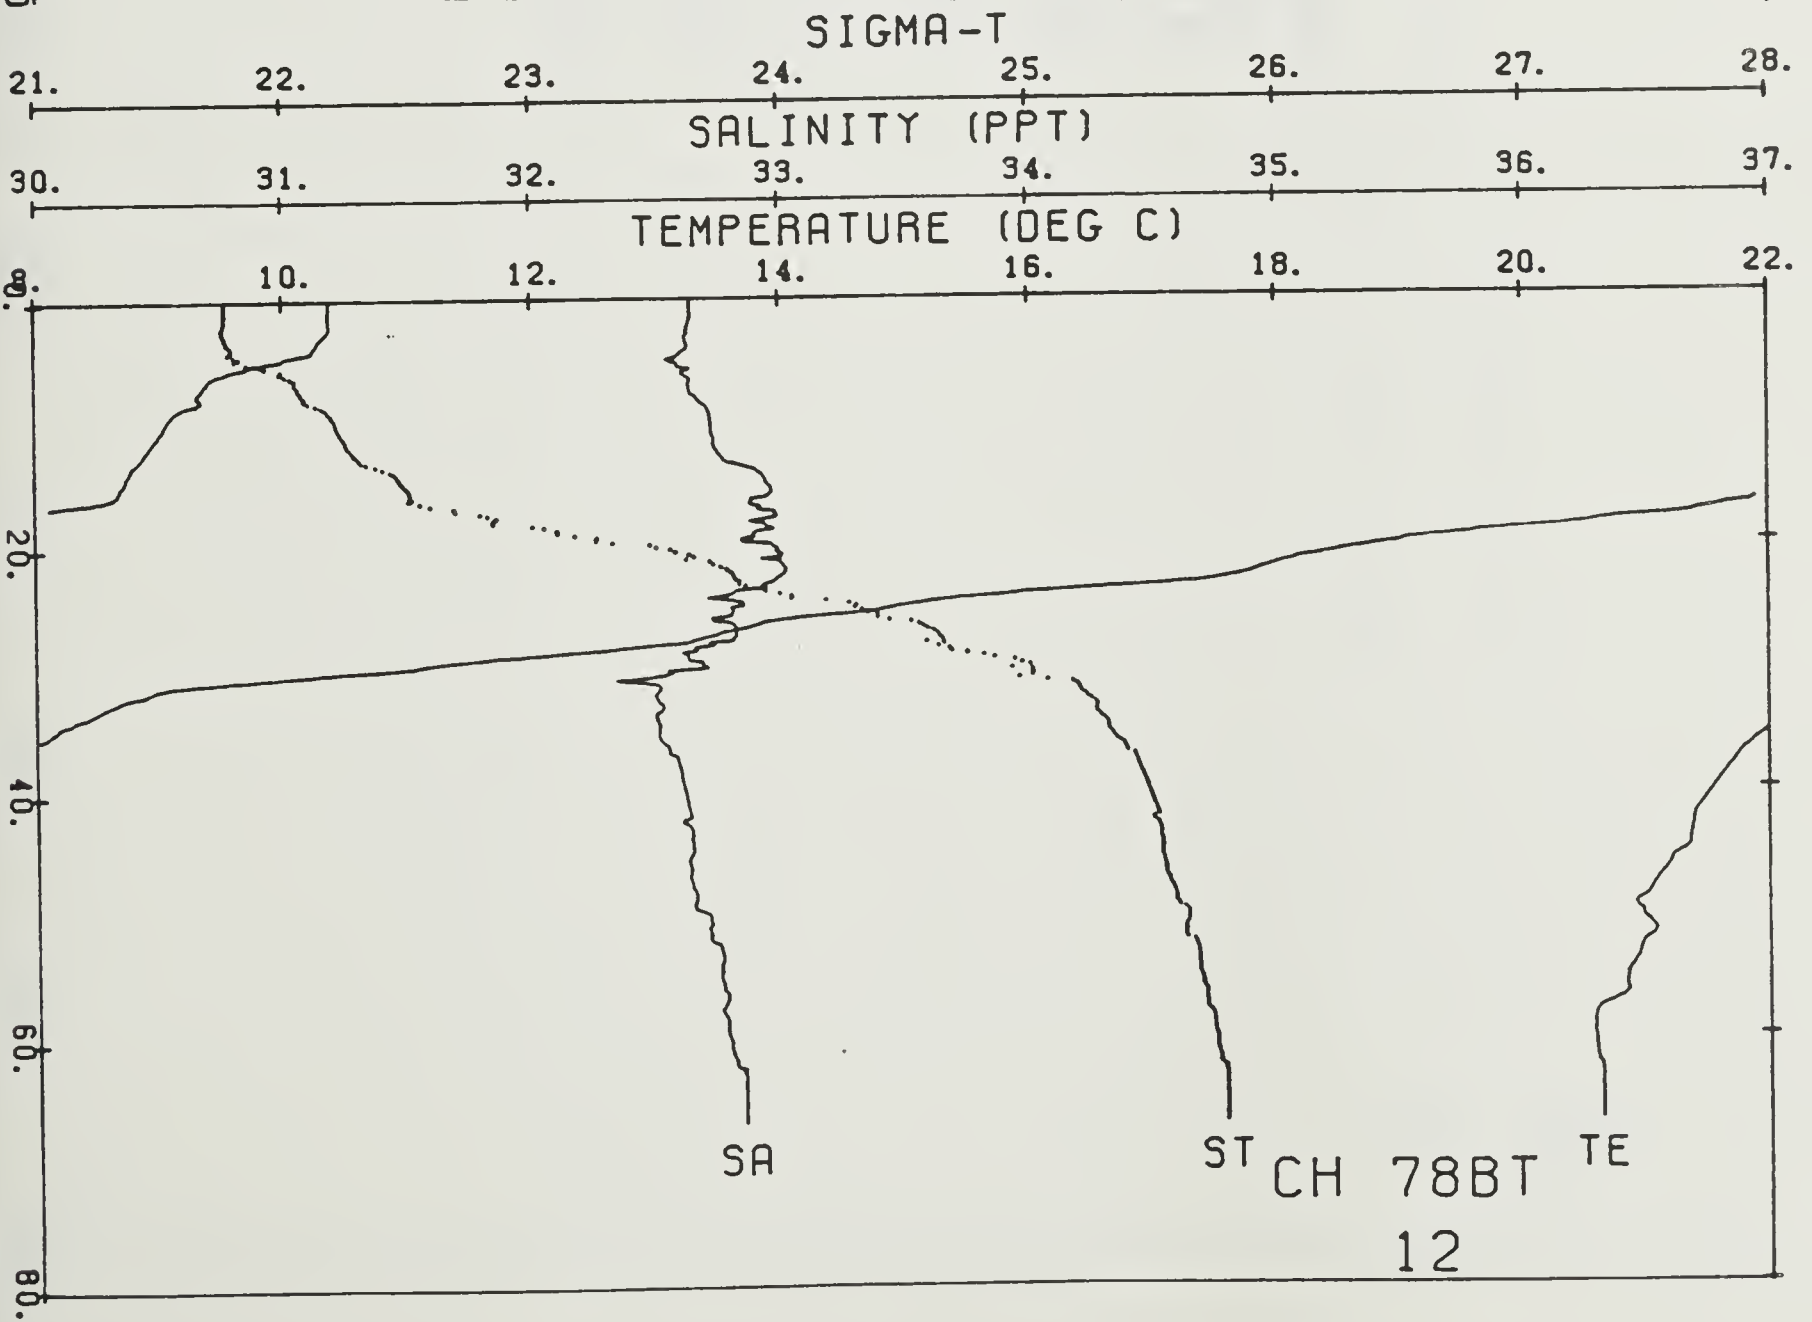 SIGMA-T
21. 22. 23. 24. 25. 26. 27. 28.
SALINITY (PPT)
30. 31. 32. 33. 34. 35. 36. 37.
TEMPERATURE (DEG C)
8. 10. 12. 14. 16. 18. 20. 22.
0.
20.
40.
60.
80.
SA
ST
TE
CH 78BT
12